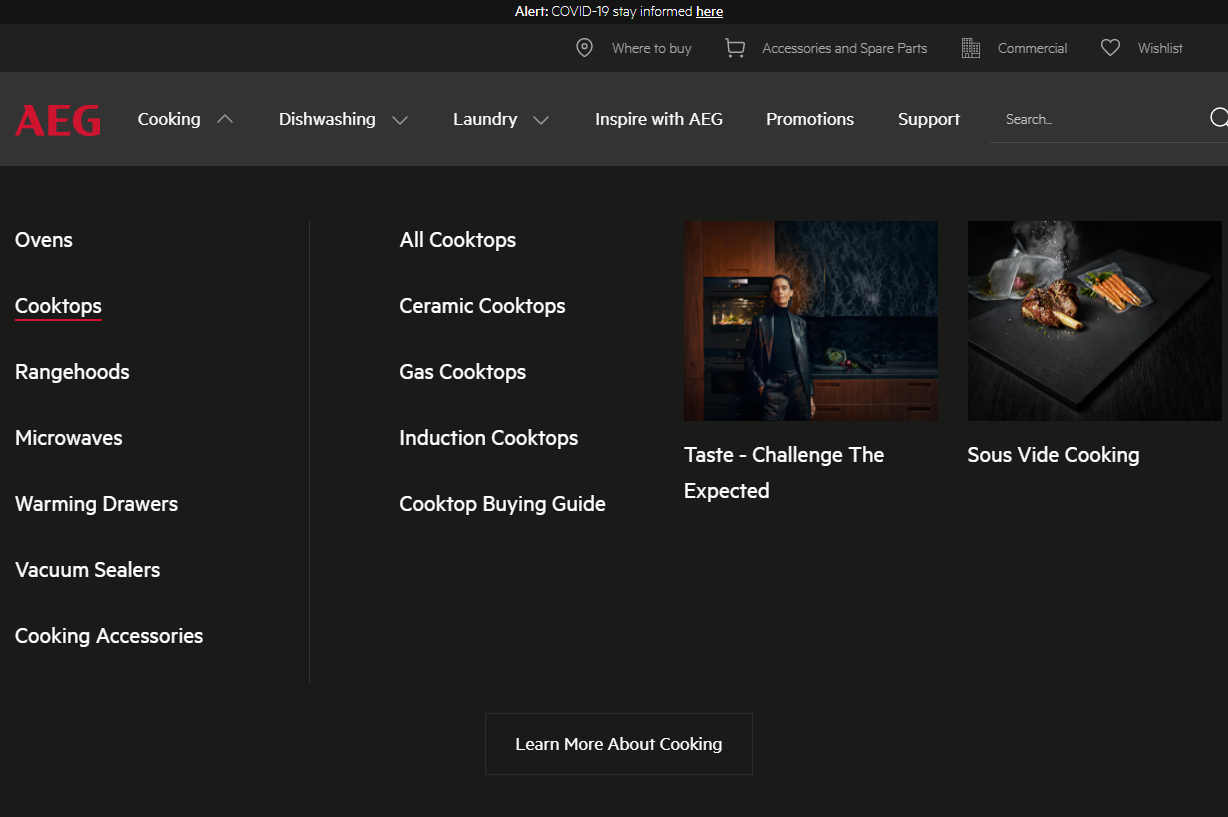 Alert: COVID-19 stay informed here
Where to buy
Accessories and Spare Parts
Commercial
Wishlist
AEG
Cooking
Dishwashing
Laundry
Inspire with AEG
Promotions
Support
Search...
Ovens
Cooktops
Rangehoods
Microwaves
Warming Drawers
Vacuum Sealers
Cooking Accessories
All Cooktops
Ceramic Cooktops
Gas Cooktops
Induction Cooktops
Cooktop Buying Guide
Taste - Challenge The
Expected
Sous Vide Cooking
Learn More About Cooking